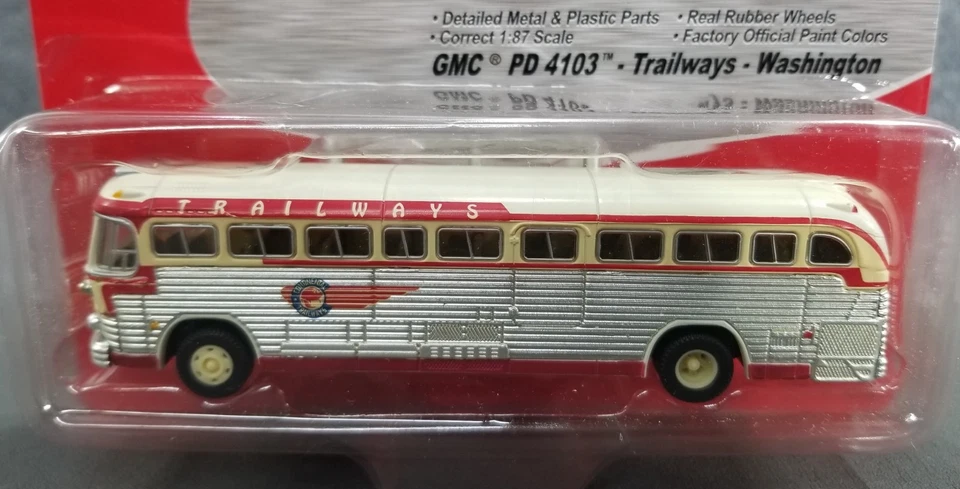 • Detailed Metal & Plastic Parts • Real Rubber Wheels
• Correct 1:87 Scale • Factory Official Paint Colors
GMC® PD 4103™ - Trailways - Washington
TRAILWAYS